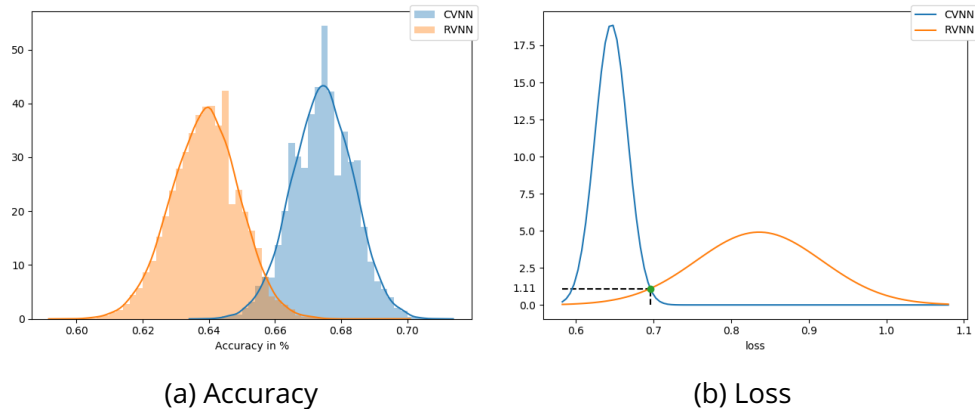 CVNN
RVNN
50
40
30
20
10
0
0.60 0.62 0.64 0.66 0.68 0.70
Accuracy in %
(a) Accuracy
CVNN
RVNN
17.5
15.0
12.5
10.0
7.5
5.0
2.5
1.11
0.0
0.6 0.7 0.8 0.9 1.0 1.1
loss
(b) Loss